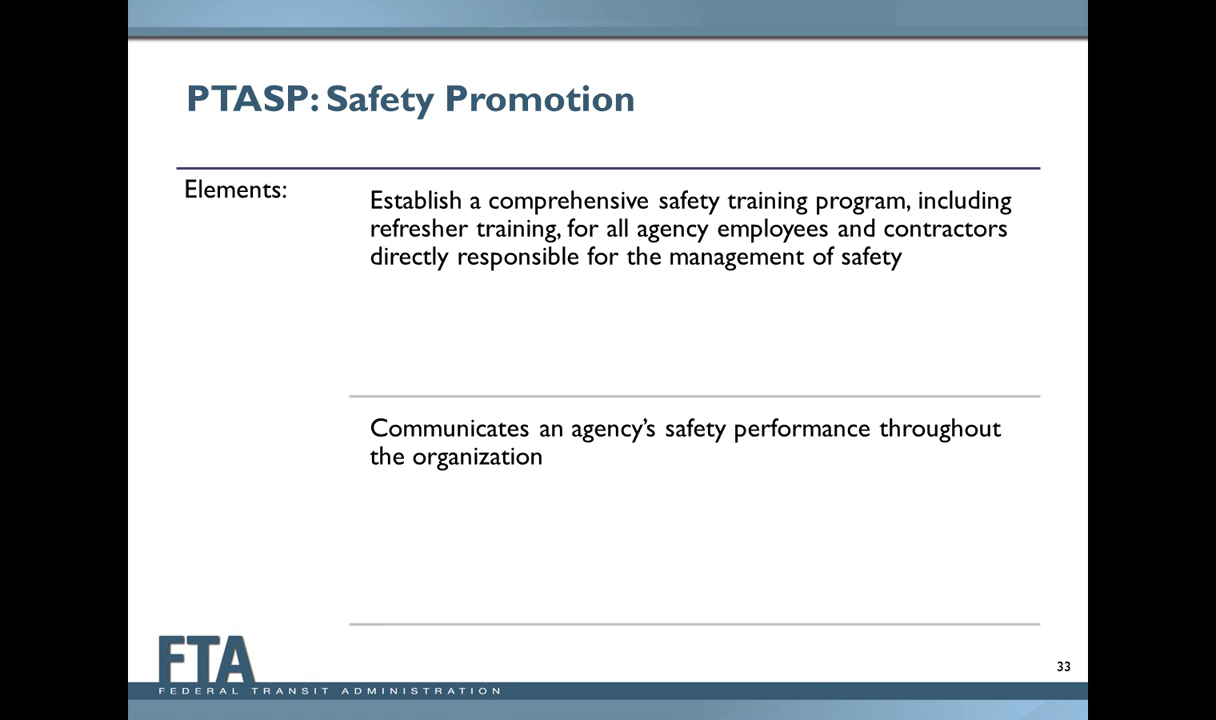 PTASP: Safety Promotion
Elements:
Establish a comprehensive safety training program, including
refresher training, for all agency employees and contractors
directly responsible for the management of safety
Communicates an agency’s safety performance throughout
the organization
FTA
FEDERAL TRANSIT ADMINISTRATION
33